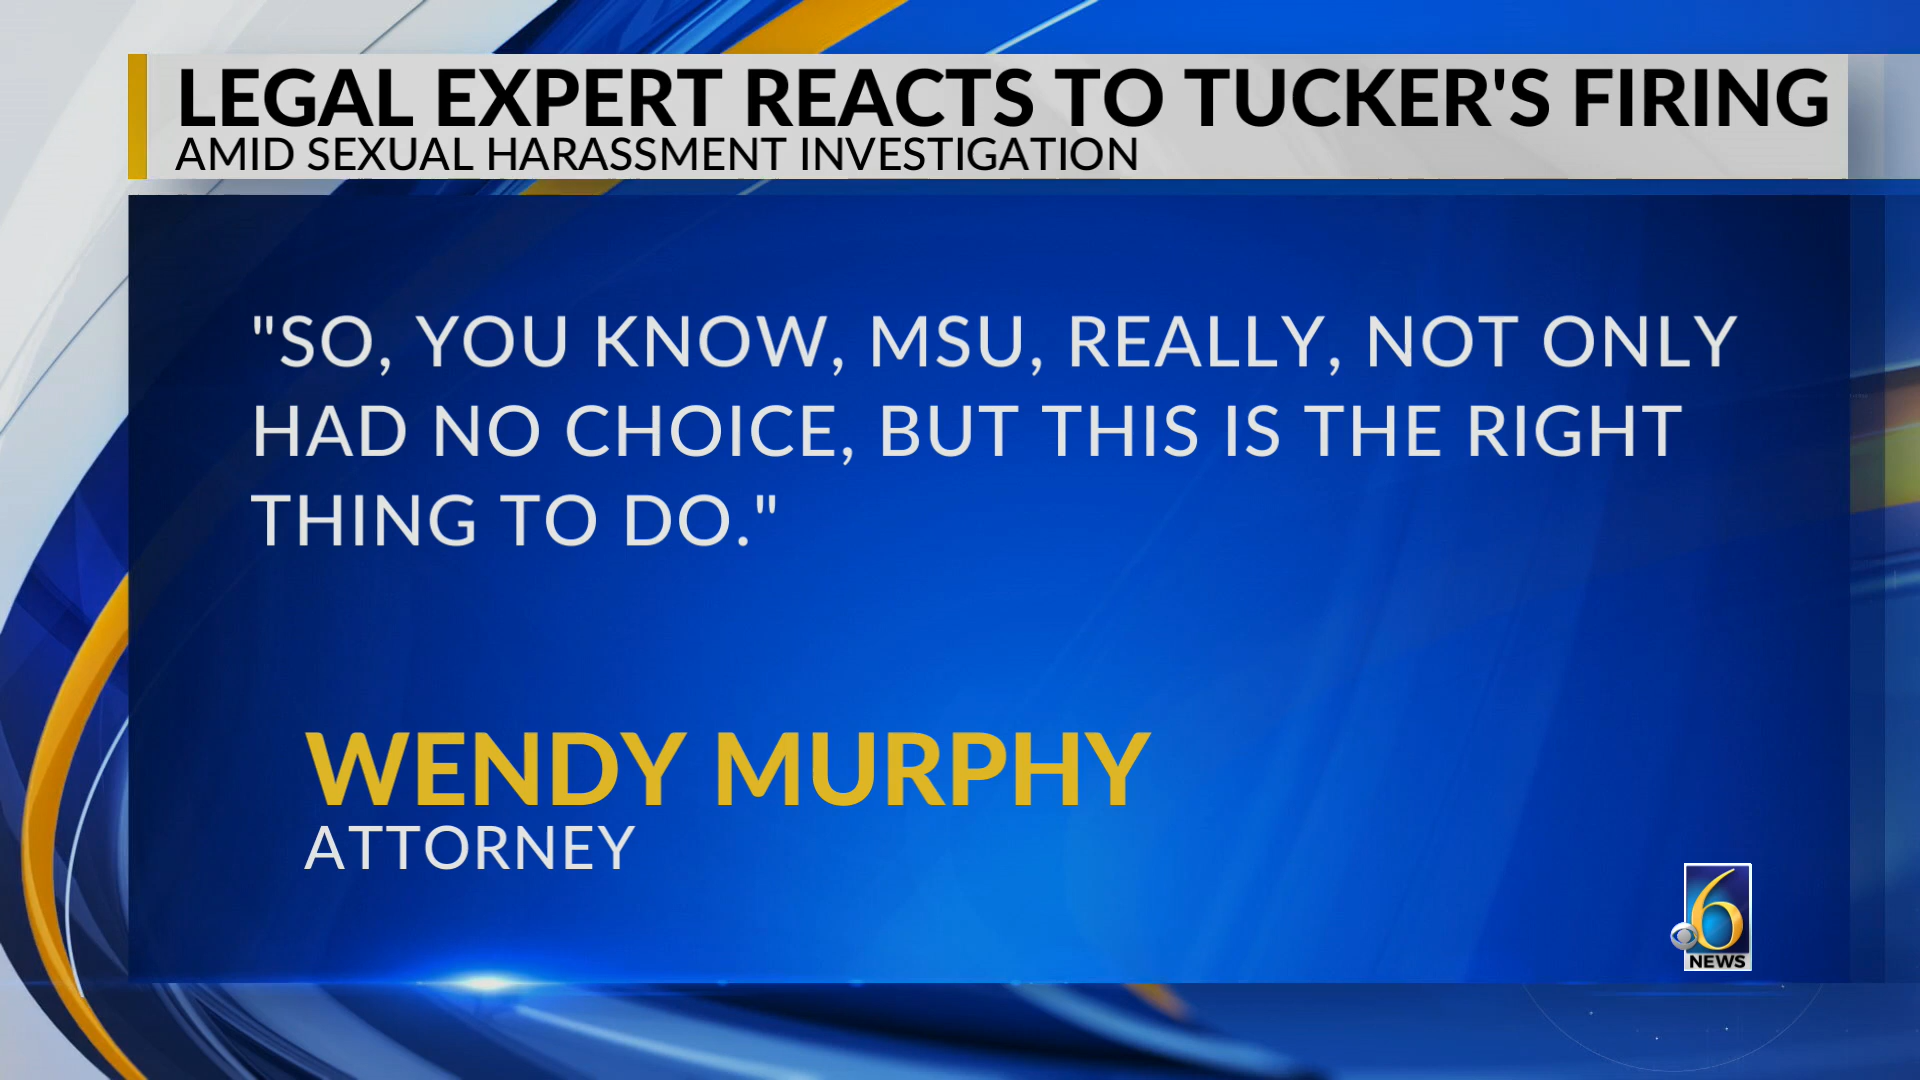 LEGAL EXPERT REACTS TO TUCKER'S FIRING
AMID SEXUAL HARASSMENT INVESTIGATION
"SO, YOU KNOW, MSU, REALLY, NOT ONLY
HAD NO CHOICE, BUT THIS IS THE RIGHT
THING TO DO."
WENDY MURPHY
ATTORNEY
6
NEWS